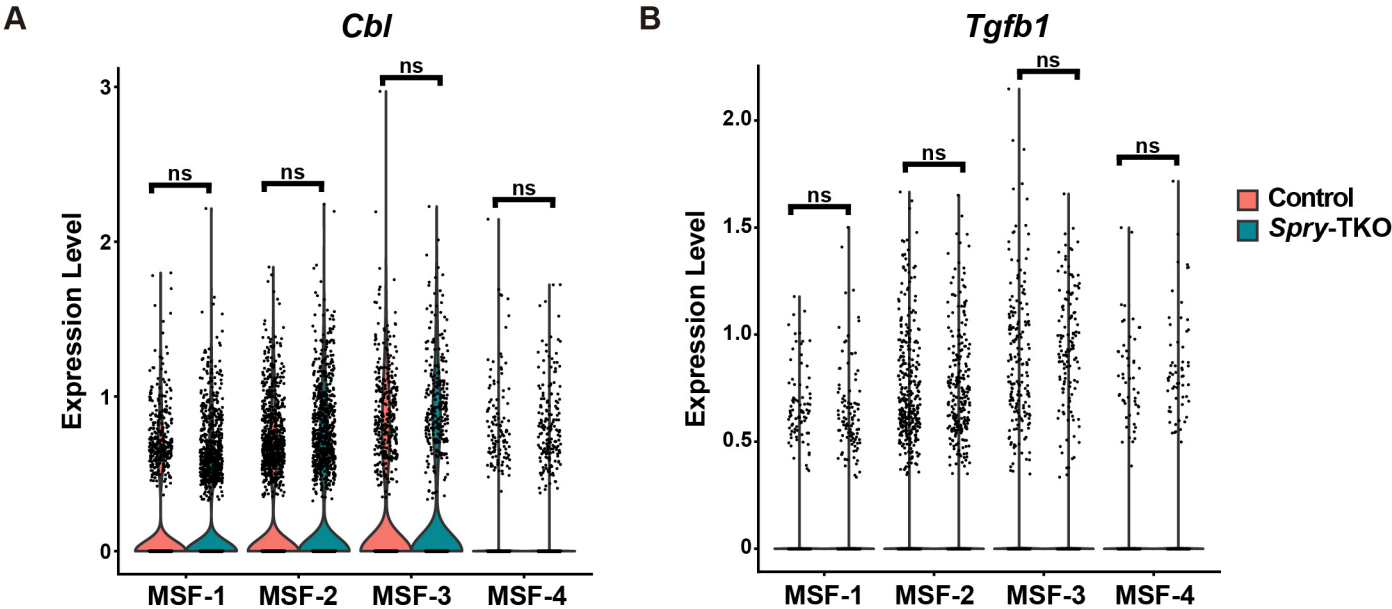 A
Cbl
Expression Level
3
2
1
0
ns
ns
ns
ns
MSF-1
MSF-2
MSF-3
MSF-4
B
Tgfb1
Expression Level
2.0
1.5
1.0
0.5
0
ns
ns
ns
ns
MSF-1
MSF-2
MSF-3
MSF-4
Control
Spry-TKO